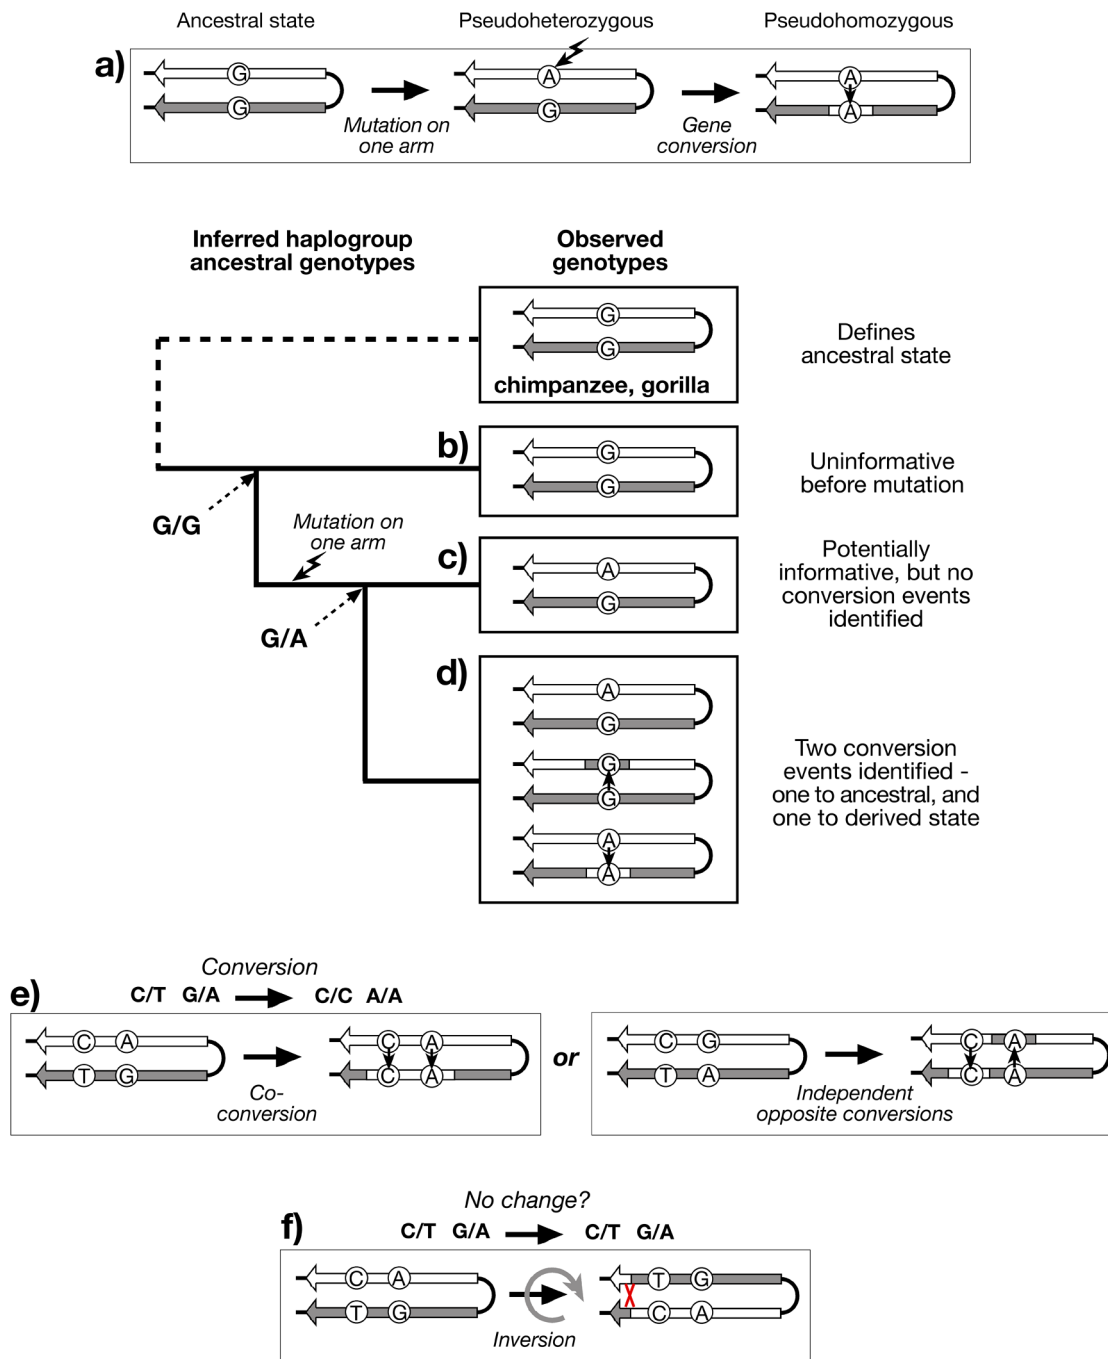 Ancestral state
Pseudoheterozygous
Pseudohomozygous
a)
G
G
Mutation on
one arm
A
G
Gene
conversion
A
A
Inferred haplogroup
ancestral genotypes
Observed
genotypes
G
G
chimpanzee, gorilla
Defines
ancestral state
b)
G
G
Uninformative
before mutation
G/G
Mutation on
one arm
c)
A
G
Potentially
informative, but no
conversion events
identified
G/A
d)
A
G
G
G
A
A
Two conversion
events identified -
one to ancestral, and
one to derived state
e)
Conversion
C/T G/A
C/C A/A
C A
T G
Co-
conversion
C A
C A
or
C G
T A
Independent
opposite conversions
C A
C A
f)
No change?
C/T G/A
C/T G/A
C A
T G
Inversion
T G
X
C A